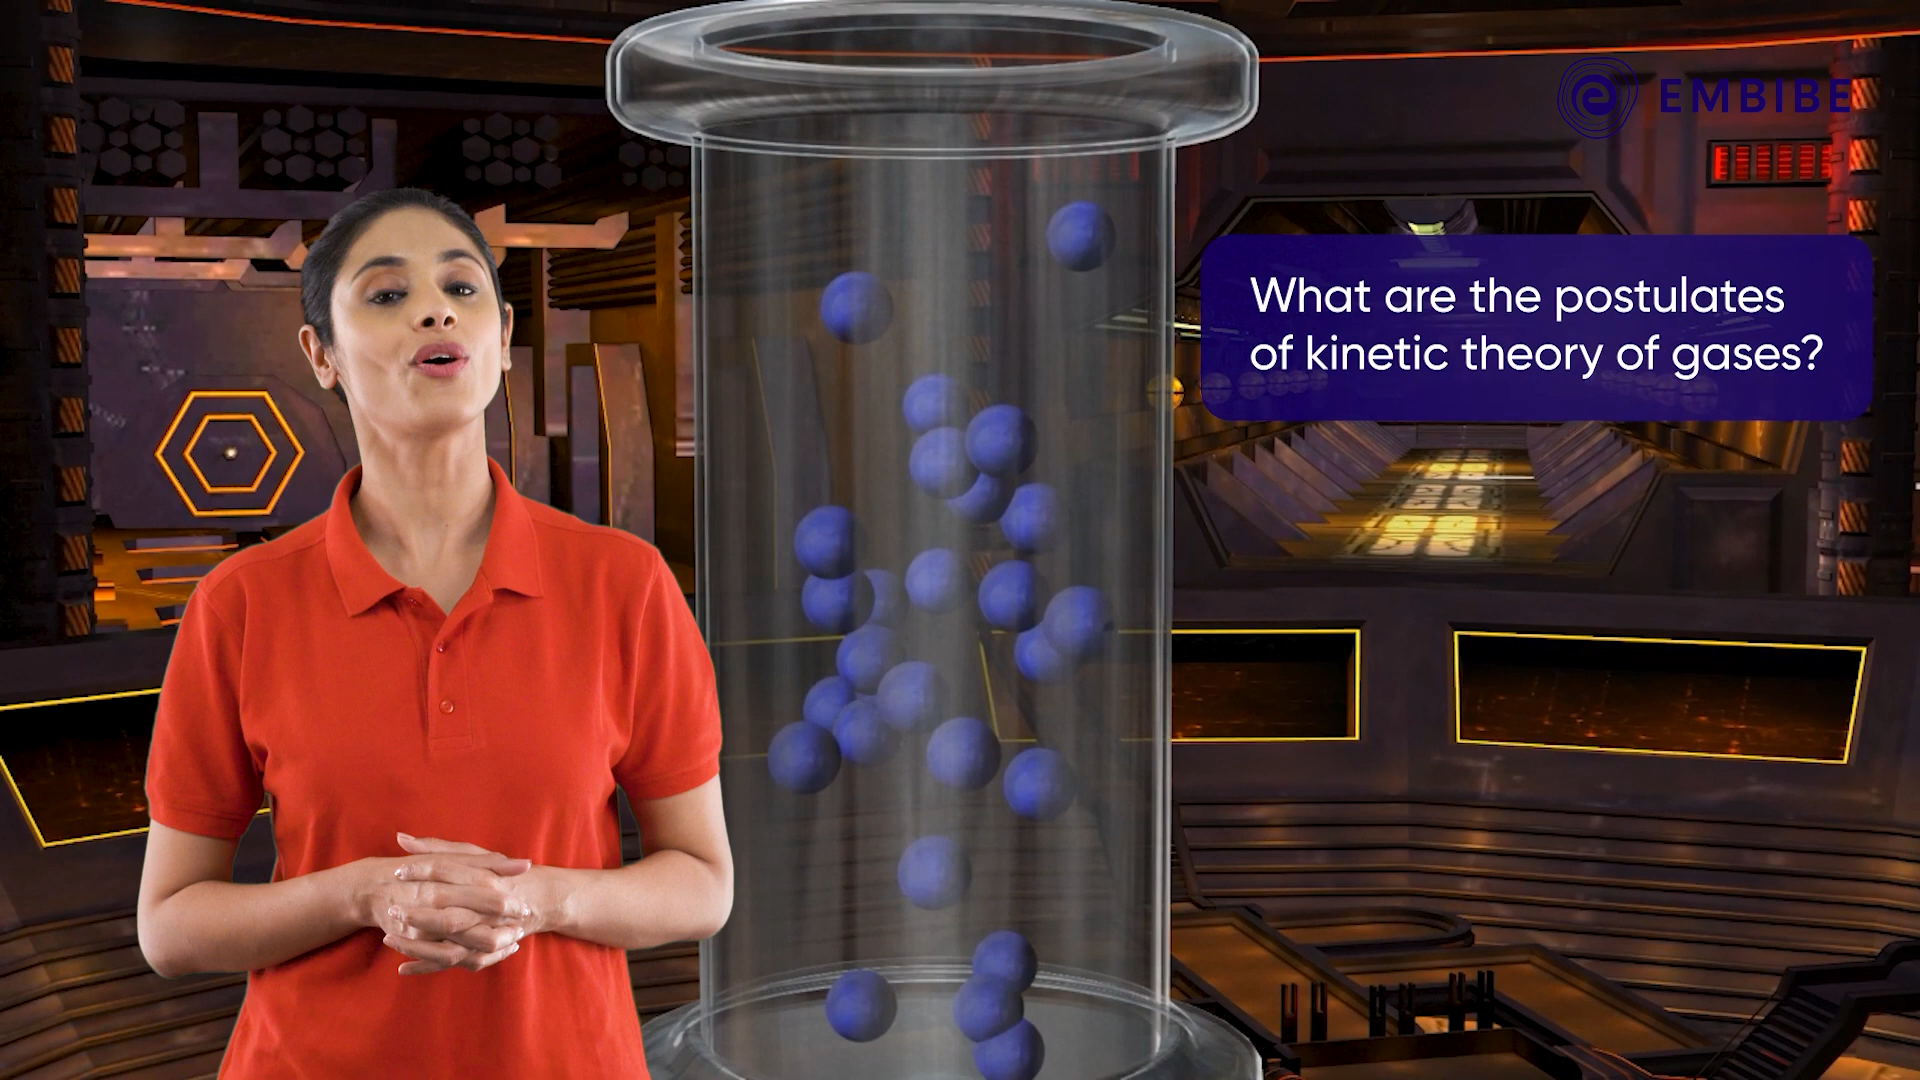 EMBIBE
What are the postulates
of kinetic theory of gases?